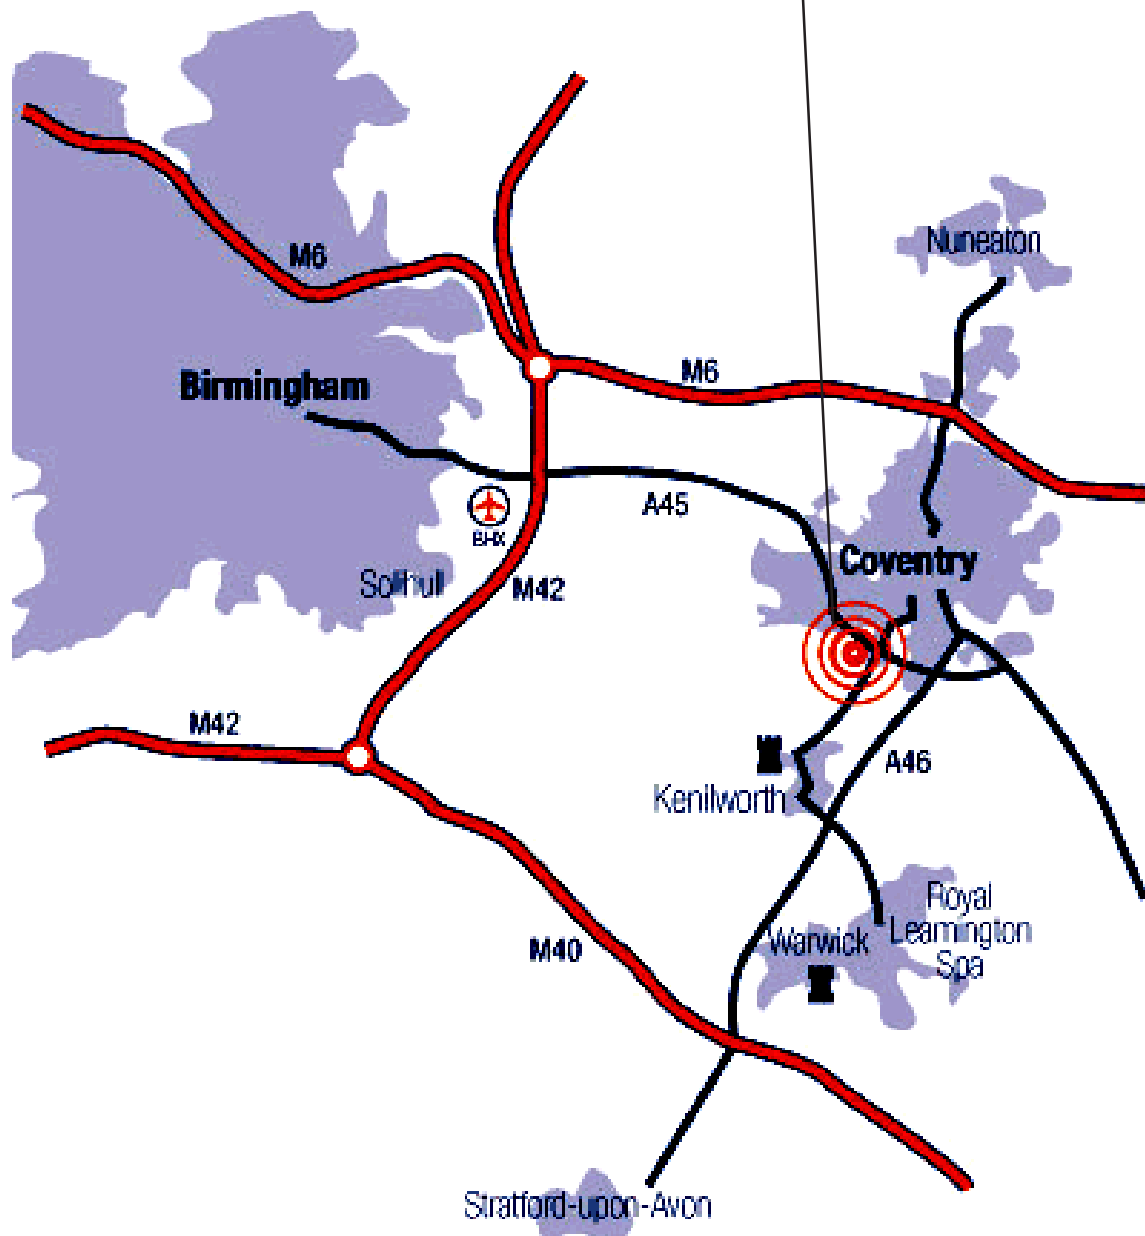 Nuneaton
M6
M6
Birmingham
A45
BHX
Coventry
Solihull
M42
M42
A46
Kenilworth
Royal
Leamington
Spa
Warwick
M40
Stratford-upon-Avon